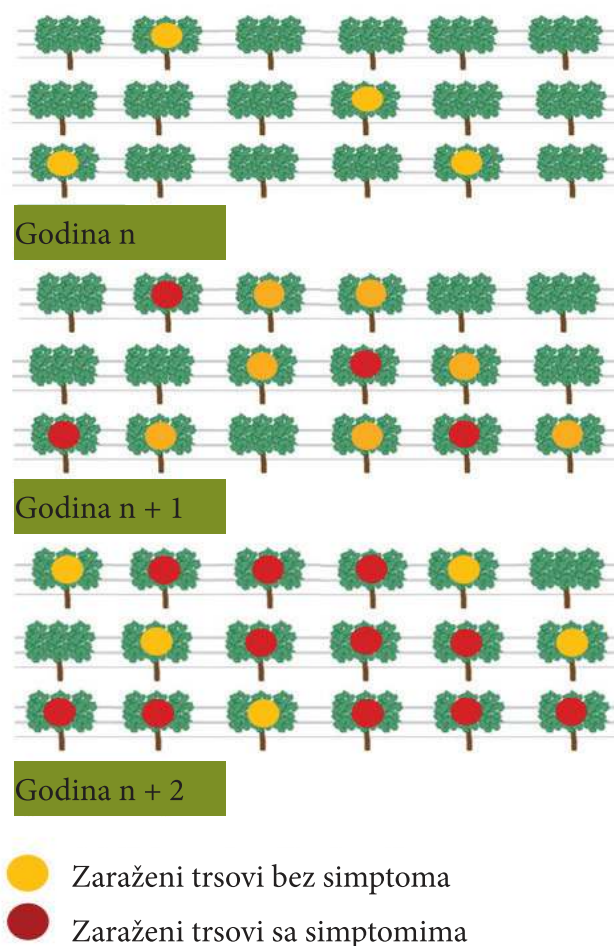 Godina n
Godina n + 1
Godina n + 2
Zaraženi trsovi bez simptoma
Zaraženi trsovi sa simptomima